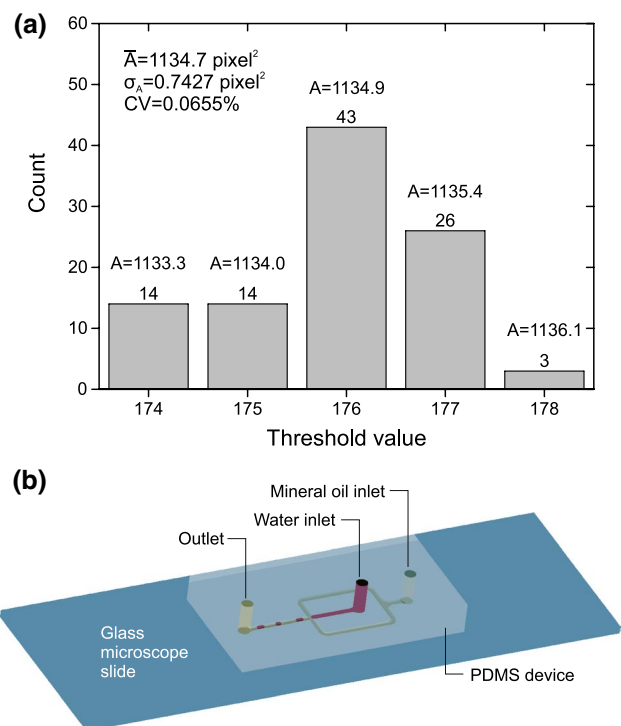 (a)
A̅=1134.7 pixel²
σ_A=0.7427 pixel²
CV=0.0655%
Count
60
50
40
30
20
10
0
A=1133.3
14
A=1134.0
14
A=1134.9
43
A=1135.4
26
A=1136.1
3
174 175 176 177 178
Threshold value
(b)
Mineral oil inlet
Water inlet
Outlet
Glass
microscope
slide
PDMS device